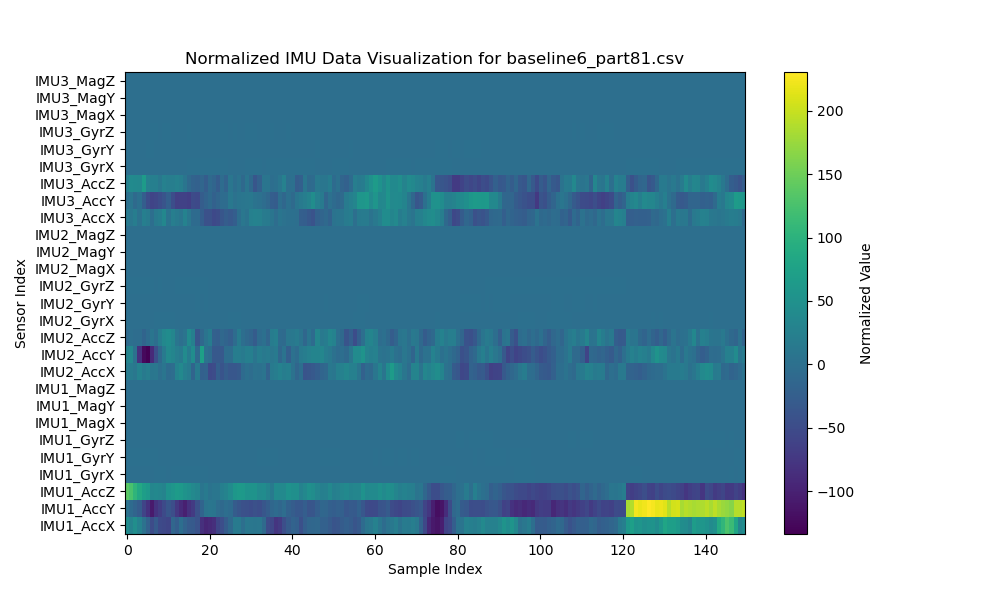 Normalized IMU Data Visualization for baseline6_part81.csv
IMU3_MagZ
IMU3_MagY
IMU3_MagX
IMU3_GyrZ
IMU3_GyrY
IMU3_GyrX
IMU3_AccZ
IMU3_AccY
IMU3_AccX
IMU2_MagZ
IMU2_MagY
IMU2_MagX
IMU2_GyrZ
IMU2_GyrY
IMU2_GyrX
IMU2_AccZ
IMU2_AccY
IMU2_AccX
IMU1_MagZ
IMU1_MagY
IMU1_MagX
IMU1_GyrZ
IMU1_GyrY
IMU1_GyrX
IMU1_AccZ
IMU1_AccY
IMU1_AccX
Sensor Index
0 20 40 60 80 100 120 140
Sample Index
200
150
100
50
0
−50
−100
Normalized Value